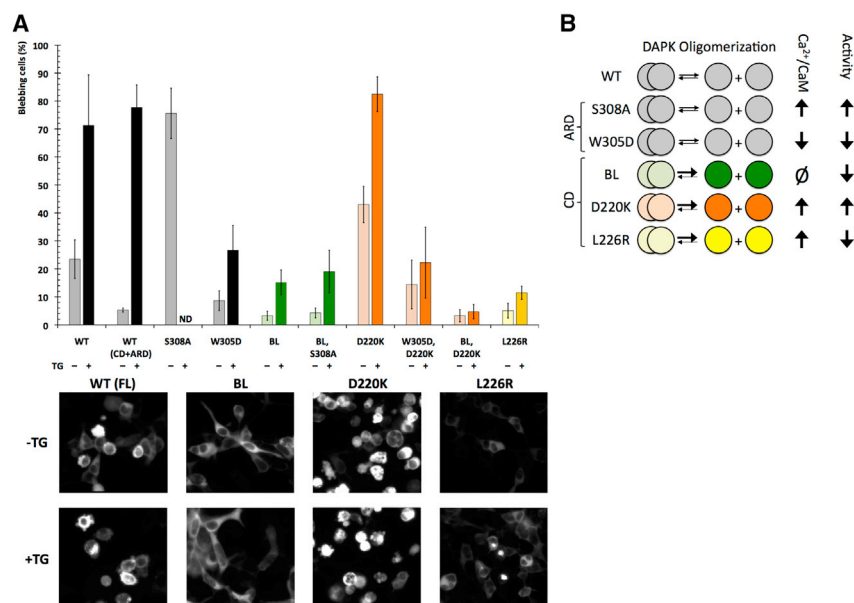 A
Blebbing cells (%)
100
90
80
70
60
50
40
30
20
10
0
ND
WT
WT (CD+ARD)
S308A
W305D
BL
BL, S308A
D220K
W305D, D220K
BL, D220K
L226R
TG – + – + – + – + – + – + – + – + – + – +
WT (FL) BL D220K L226R
-TG
+TG
B
DAPK Oligomerization
Ca²⁺/CaM
Activity
WT +
ARD
S308A + ↑ ↑
W305D + ↓ ↓
CD
BL + Ø ↓
D220K + ↑ ↑
L226R + ↑ ↓